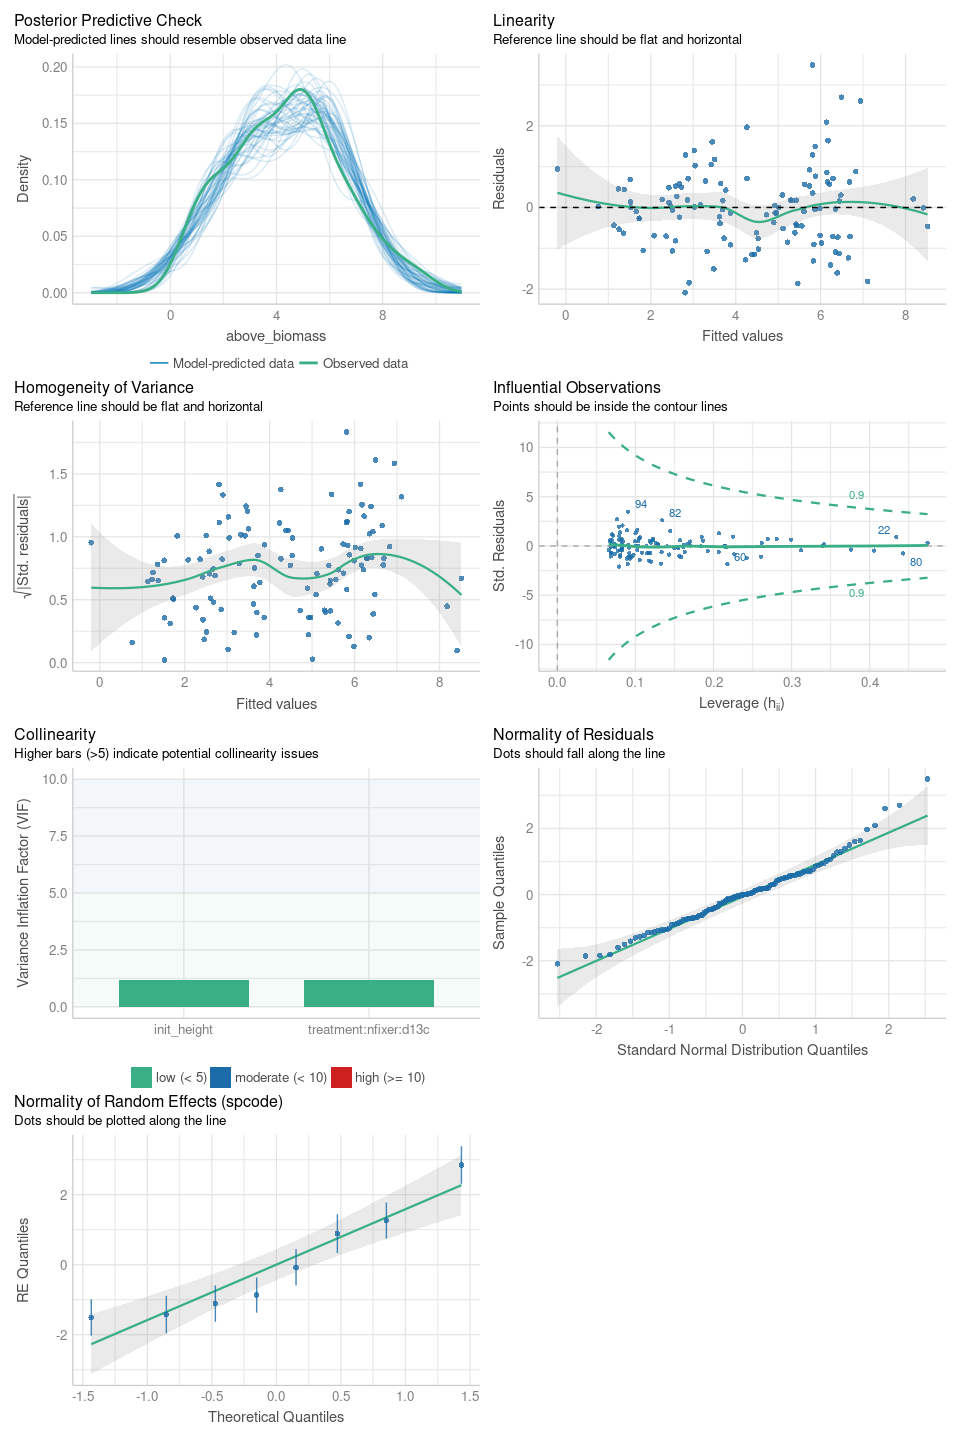 Posterior Predictive Check
Model-predicted lines should resemble observed data line
0.20
0.15
0.10
0.05
0.00
Density
0 4 8
above_biomass
Model-predicted data Observed data
Linearity
Reference line should be flat and horizontal
2
0
-2
Residuals
0 2 4 6 8
Fitted values
Homogeneity of Variance
Reference line should be flat and horizontal
1.5
1.0
0.5
0.0
√|Std. residuals|
0 2 4 6 8
Fitted values
Influential Observations
Points should be inside the contour lines
10
5
0
-5
-10
Std. Residuals
0.9
94
82
22
60
80
0.9
0.0 0.1 0.2 0.3 0.4
Leverage (hii)
Collinearity
Higher bars (>5) indicate potential collinearity issues
10.0
7.5
5.0
2.5
0.0
Variance Inflation Factor (VIF)
init_height treatment:nfixer:d13c
low (< 5) moderate (< 10) high (>= 10)
Normality of Residuals
Dots should fall along the line
2
0
-2
Sample Quantiles
-2 -1 0 1 2
Standard Normal Distribution Quantiles
Normality of Random Effects (spcode)
Dots should be plotted along the line
2
0
-2
RE Quantiles
-1.5 -1.0 -0.5 0.0 0.5 1.0 1.5
Theoretical Quantiles